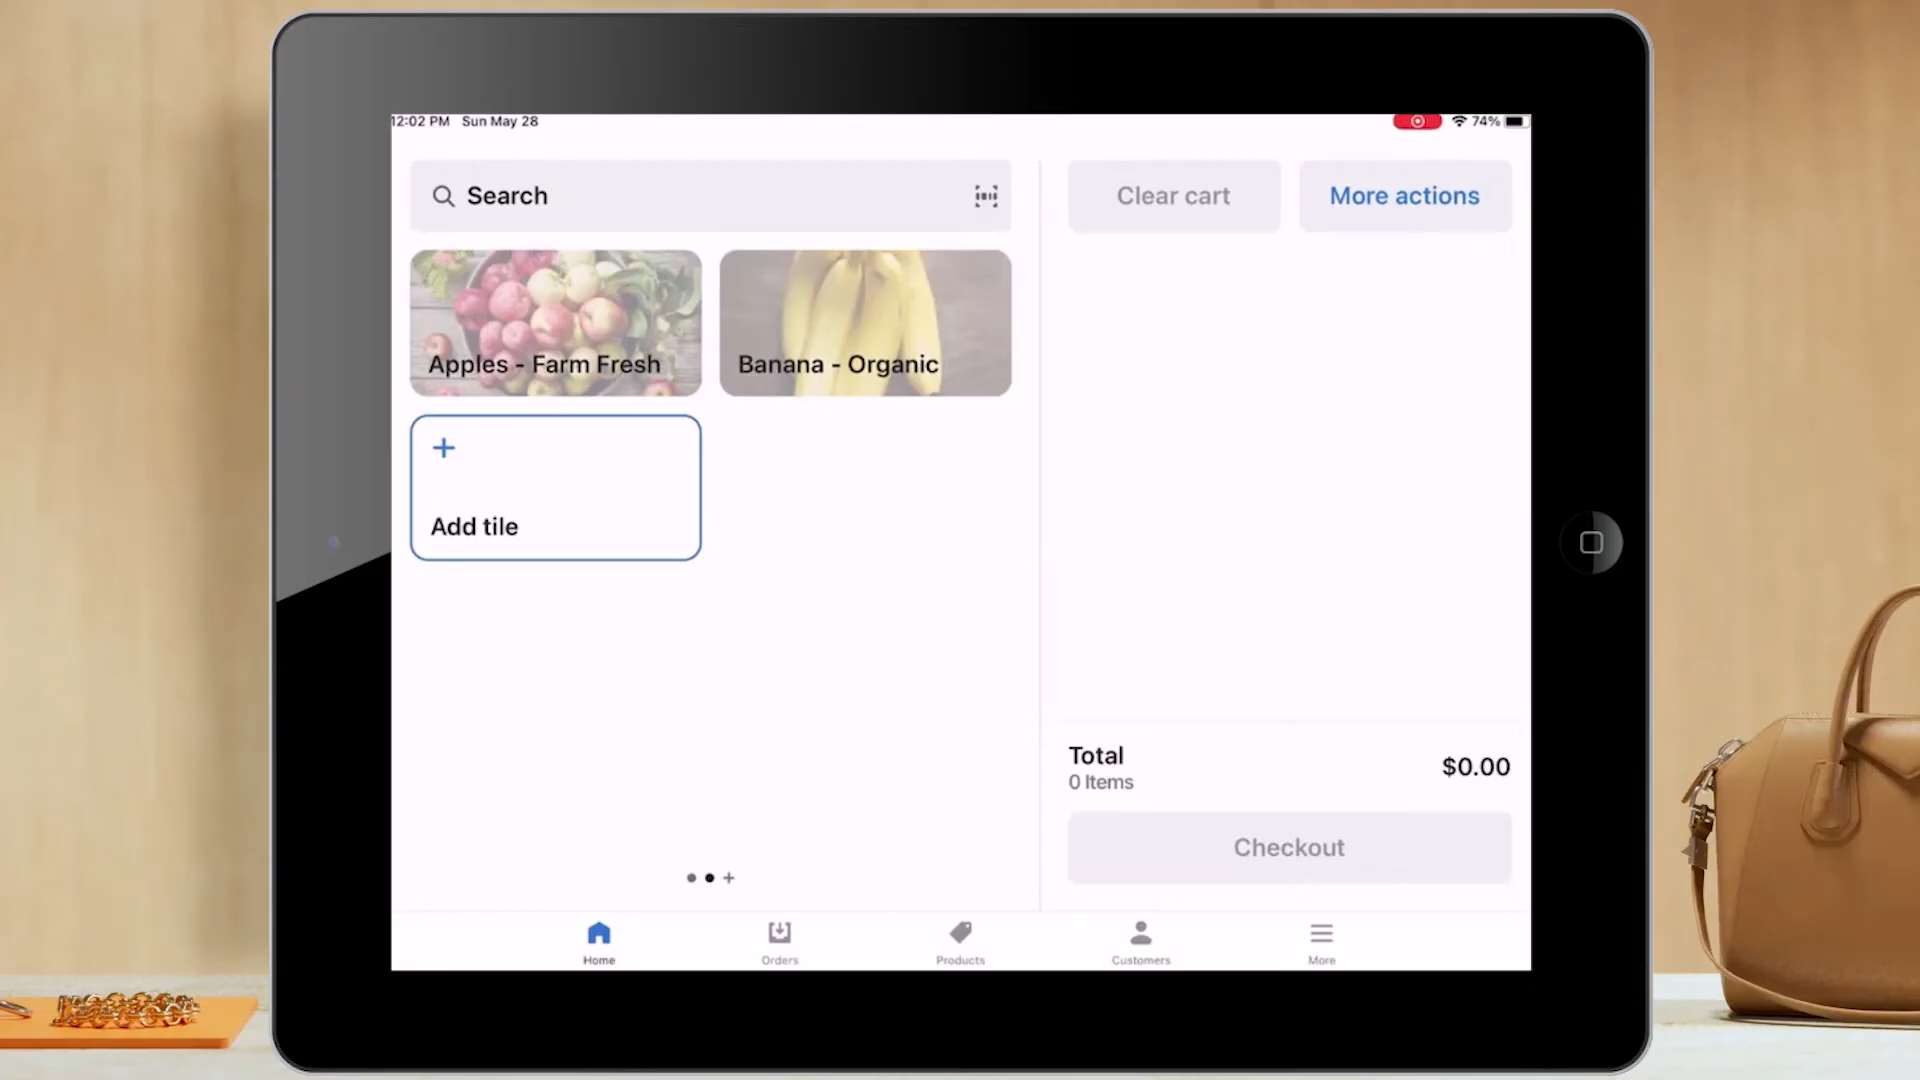 12:02 PM Sun May 28
74%
Search
Clear cart
More actions
Apples - Farm Fresh
Banana - Organic
+
Add tile
Total
0 Items
$0.00
Checkout
+
Home
Orders
Products
Customers
More